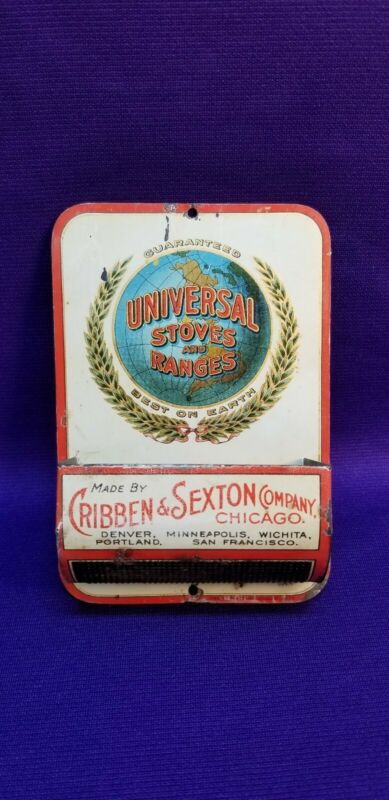 GUARANTEED
UNIVERSAL
STOVES
AND
RANGES
BEST ON EARTH
MADE BY
CRIBBEN & SEXTON COMPANY,
CHICAGO.
DENVER, MINNEAPOLIS, WICHITA,
PORTLAND, SAN FRANCISCO.